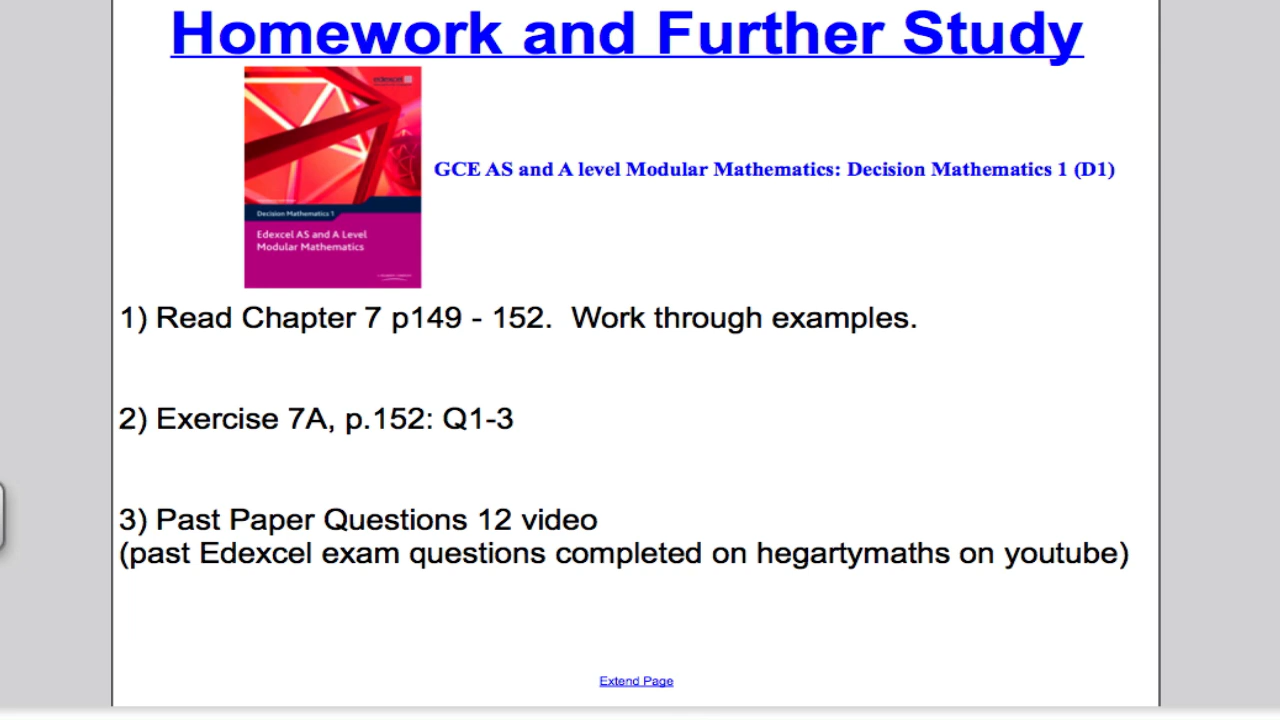 Homework and Further Study
edexcel
Decision Mathematics 1
Edexcel AS and A Level
Modular Mathematics
GCE AS and A level Modular Mathematics: Decision Mathematics 1 (D1)
1) Read Chapter 7 p149 - 152.  Work through examples.
2) Exercise 7A, p.152: Q1-3
3) Past Paper Questions 12 video
(past Edexcel exam questions completed on hegartymaths on youtube)
Extend Page